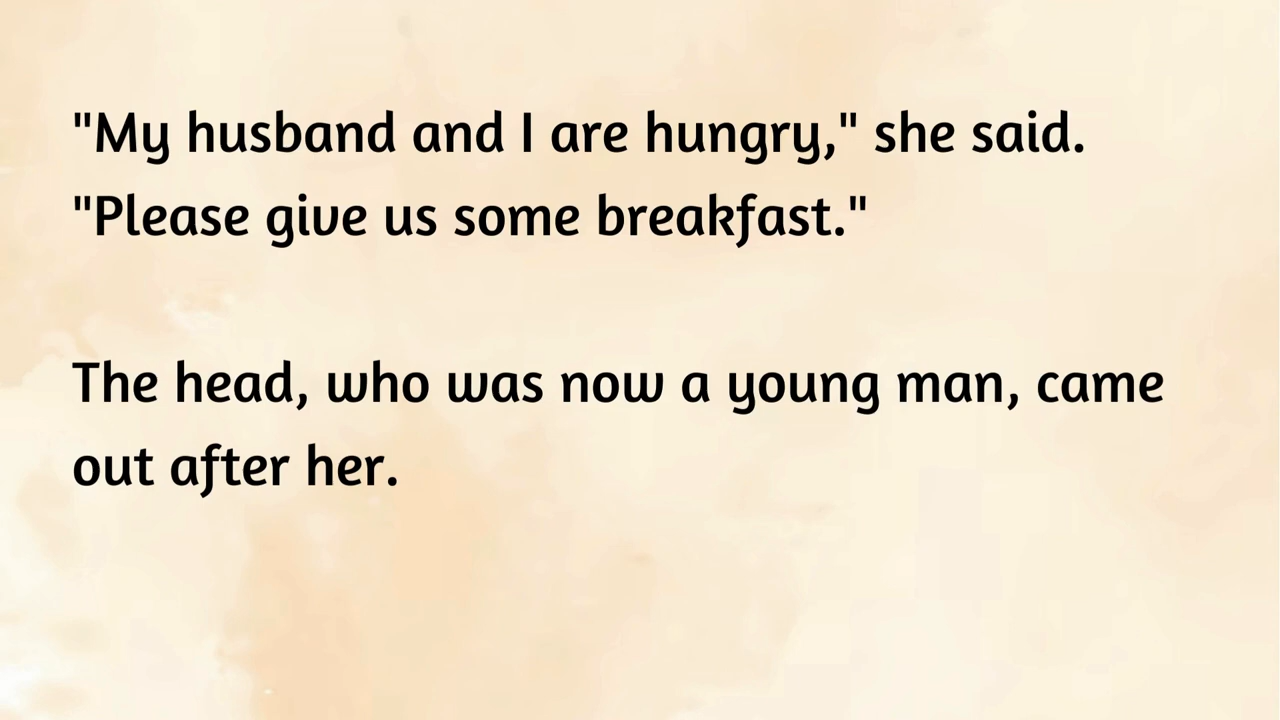 "My husband and I are hungry," she said.
"Please give us some breakfast."
The head, who was now a young man, came
out after her.